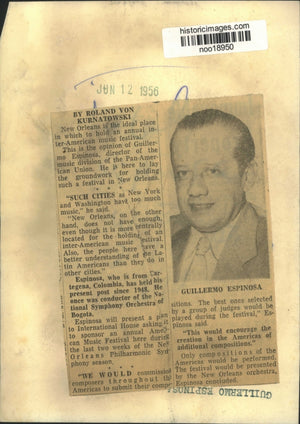 historicimages.com
noo18950
JUN 12 1956
BY ROLAND VON
KURNATOWSKI
New Orleans is the ideal place
in which to hold an annual in-
ter-American music festival.
This is the opinion of Guiller-
mo Espinosa, director of the
music division of the Pan-Amer-
ican Union. He is here to lay
the groundwork for holding
such a festival in New Orleans.
* * *
"SUCH CITIES as New York
and Washington have too much
music," he said.
"New Orleans, on the other
hand, does not have enough,
even though it is more centrally
located for the holding of an
inter-American music festival.
Also, the people here have a
better understanding of the La-
tin Americans than they do in
other cities."
Espinosa, who is from Car-
tegena, Colombia, has held his
present post since 1948. He
once was conductor of the Na-
tional Symphony Orchestra of
Bogota.
Espinosa will present a plan
to International House asking it
to sponsor an annual Ameri-
can Music Festival here during
the last two weeks of the New
Orleans Philharmonic Sym-
phony season.
* * *
"WE WOULD
composers throughout the
Americas to submit their compo-
GUILLERMO ESPINOSA
sitions. The best ones selected
by a group of judges would be
played during the festival," Es-
pinosa said.
"This would encourage the
creation in the Americas of
additional compositions."
Only compositions of the
Americas would be performed.
The festival would be presented
by the New Orleans orchestra,
Espinosa concluded.
GUILLERMO ESPINOSA